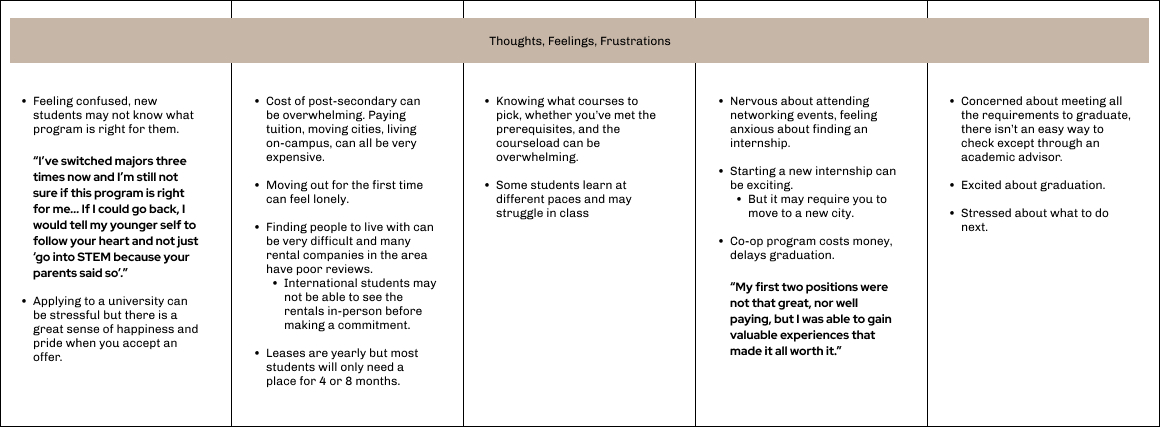 Thoughts, Feelings, Frustrations
• Feeling confused, new
students may not know what
program is right for them.
“I’ve switched majors three
times now and I’m still not
sure if this program is right
for me... If I could go back, I
would tell my younger self to
follow your heart and not just
‘go into STEM because your
parents said so’.”
• Applying to a university can
be stressful but there is a
great sense of happiness and
pride when you accept an
offer.
• Cost of post-secondary can
be overwhelming. Paying
tuition, moving cities, living
on-campus, can all be very
expensive.
• Moving out for the first time
can feel lonely.
• Finding people to live with can
be very difficult and many
rental companies in the area
have poor reviews.
• International students may
not be able to see the
rentals in-person before
making a commitment.
• Leases are yearly but most
students will only need a
place for 4 or 8 months.
• Knowing what courses to
pick, whether you’ve met the
prerequisites, and the
courseload can be
overwhelming.
• Some students learn at
different paces and may
struggle in class
• Nervous about attending
networking events, feeling
anxious about finding an
internship.
• Starting a new internship can
be exciting.
• But it may require you to
move to a new city.
• Co-op program costs money,
delays graduation.
“My first two positions were
not that great, nor well
paying, but I was able to gain
valuable experiences that
made it all worth it.”
• Concerned about meeting all
the requirements to graduate,
there isn’t an easy way to
check except through an
academic advisor.
• Excited about graduation.
• Stressed about what to do
next.